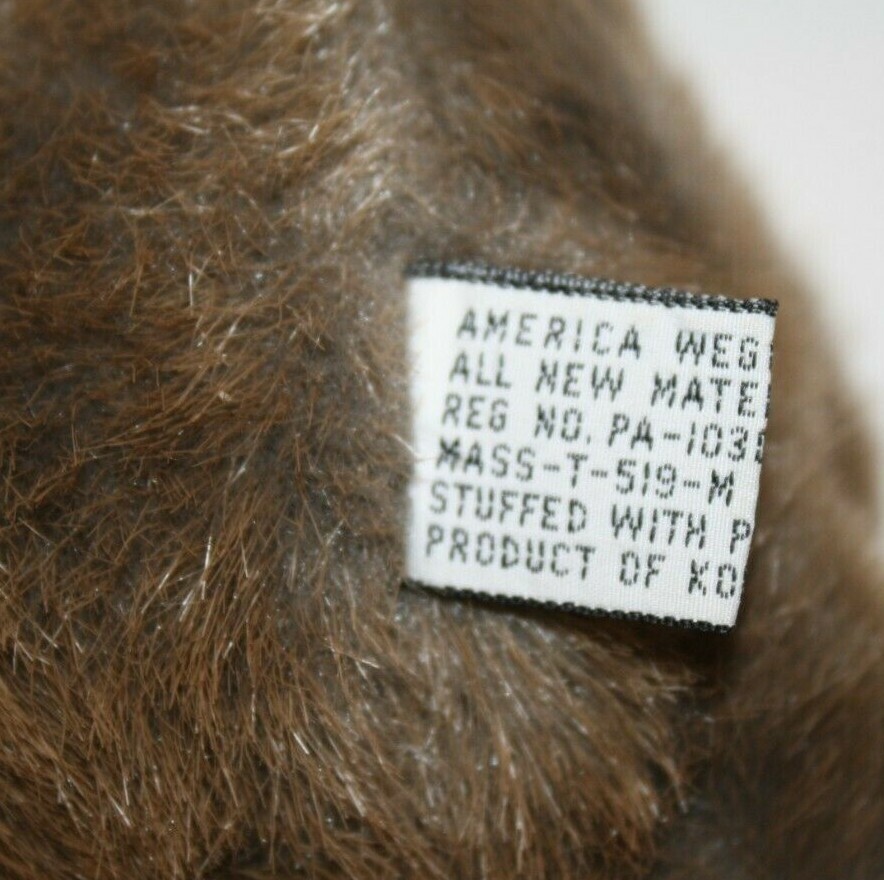 AMERICA WEG
ALL NEW MATE
REG NO. PA-103
MASS-T-519-M
STUFFED WITH P
PRODUCT OF KO